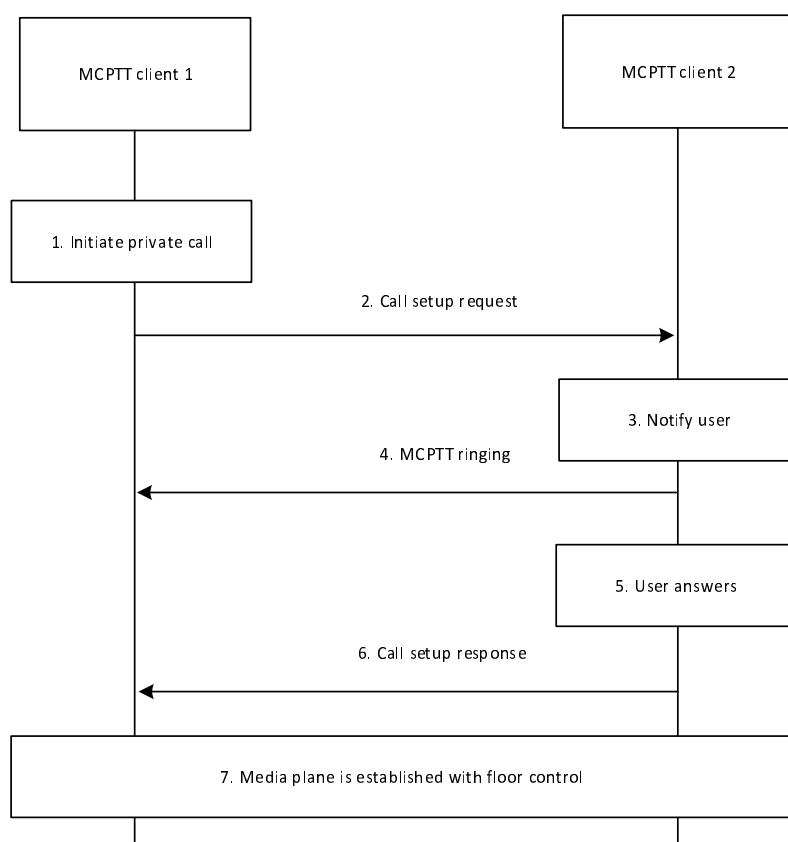 MCPTT client 1
MCPTT client 2
1. Initiate private call
2. Call setup request
3. Notify user
4. MCPTT ringing
5. User answers
6. Call setup response
7. Media plane is established with floor control